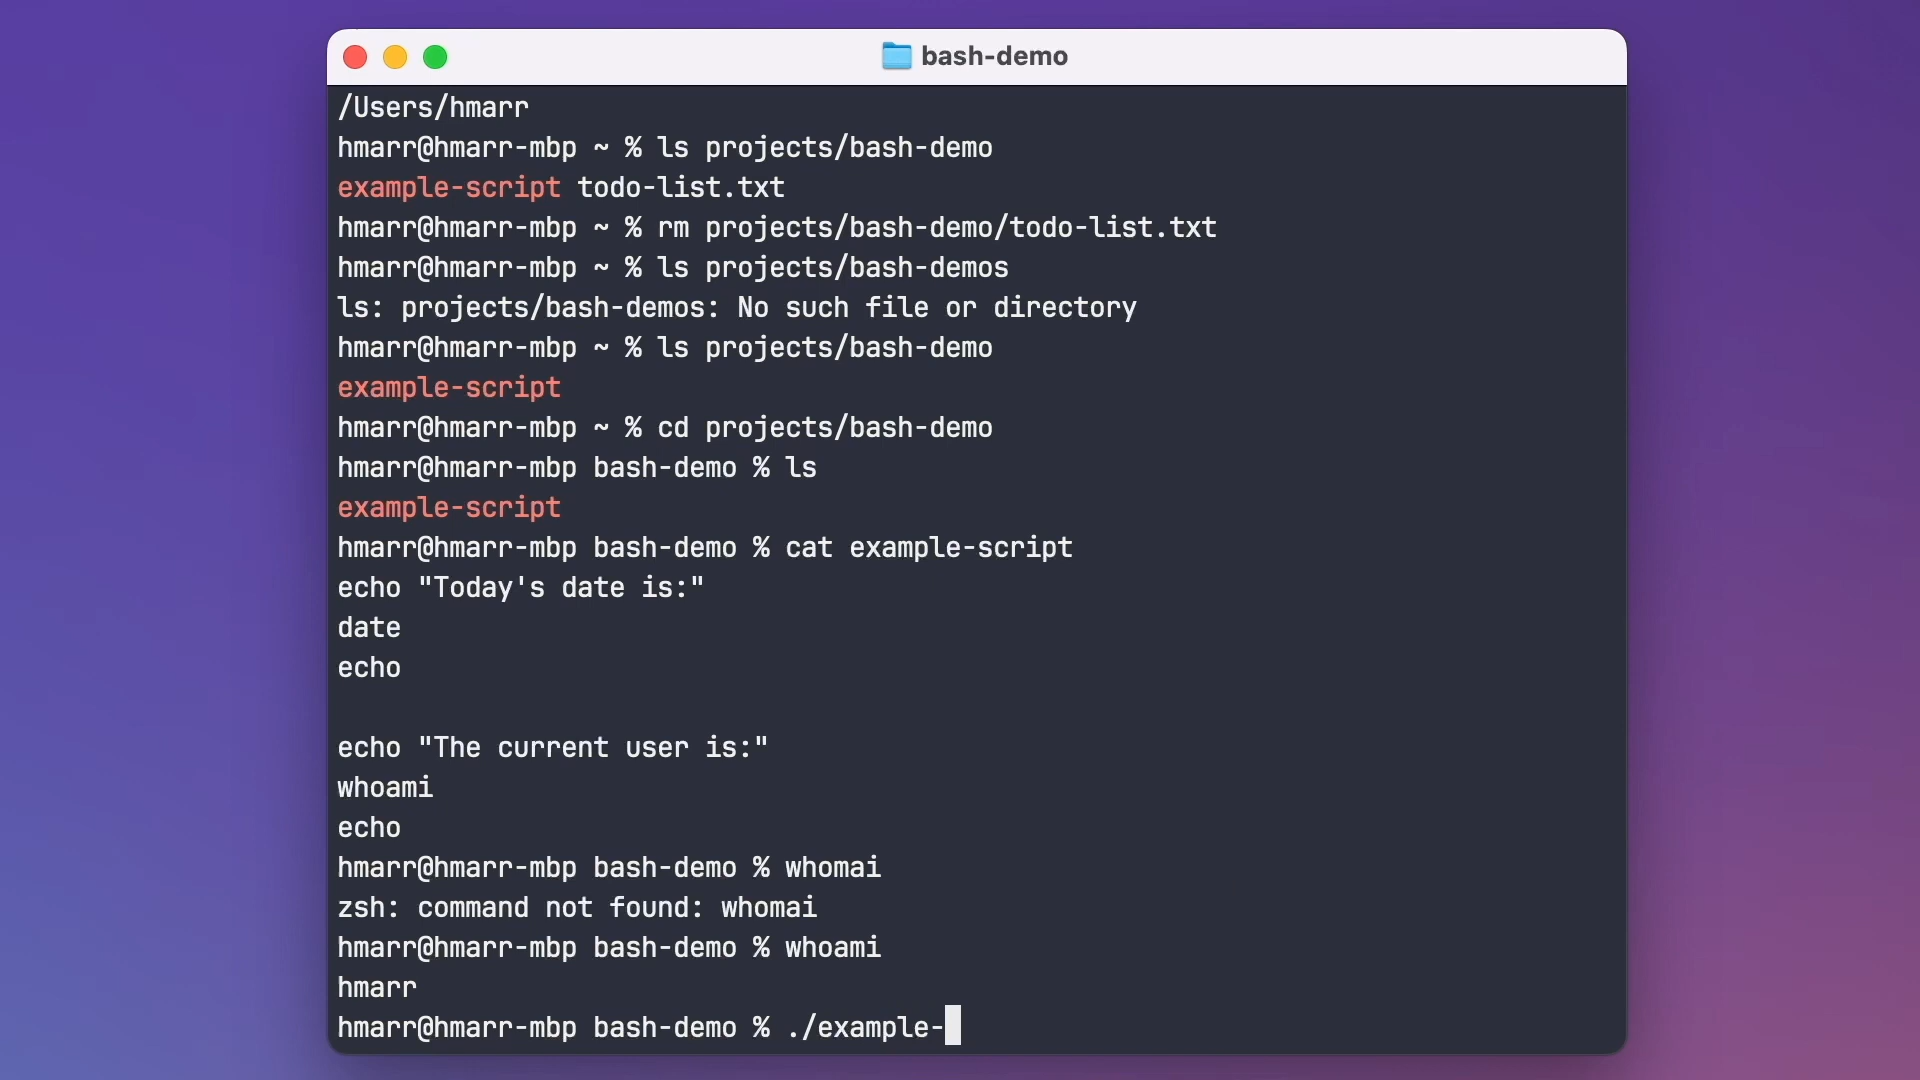 bash-demo
/Users/hmarr
hmarr@hmarr-mbp ~ % ls projects/bash-demo
example-script todo-list.txt
hmarr@hmarr-mbp ~ % rm projects/bash-demo/todo-list.txt
hmarr@hmarr-mbp ~ % ls projects/bash-demos
ls: projects/bash-demos: No such file or directory
hmarr@hmarr-mbp ~ % ls projects/bash-demo
example-script
hmarr@hmarr-mbp ~ % cd projects/bash-demo
hmarr@hmarr-mbp bash-demo % ls
example-script
hmarr@hmarr-mbp bash-demo % cat example-script
echo "Today's date is:"
date
echo

echo "The current user is:"
whoami
echo
hmarr@hmarr-mbp bash-demo % whomai
zsh: command not found: whomai
hmarr@hmarr-mbp bash-demo % whoami
hmarr
hmarr@hmarr-mbp bash-demo % ./example-